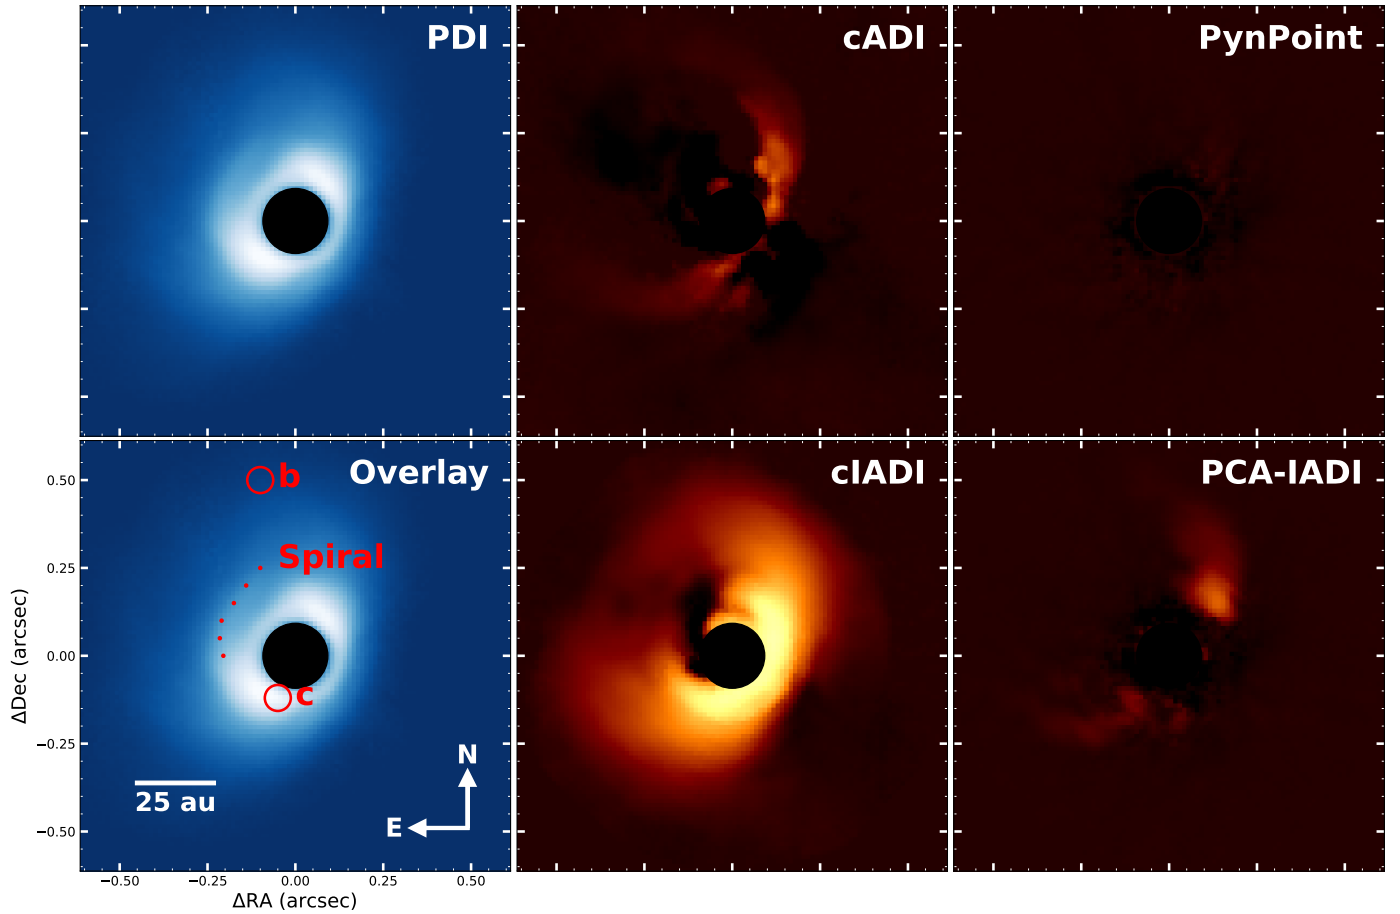 PDI
cADI
PynPoint
Overlay
cIADI
PCA-IADI
b
Spiral
c
25 au
N
E
0.50
0.25
0.00
−0.25
−0.50
ΔDec (arcsec)
−0.50 −0.25 0.00 0.25 0.50
ΔRA (arcsec)